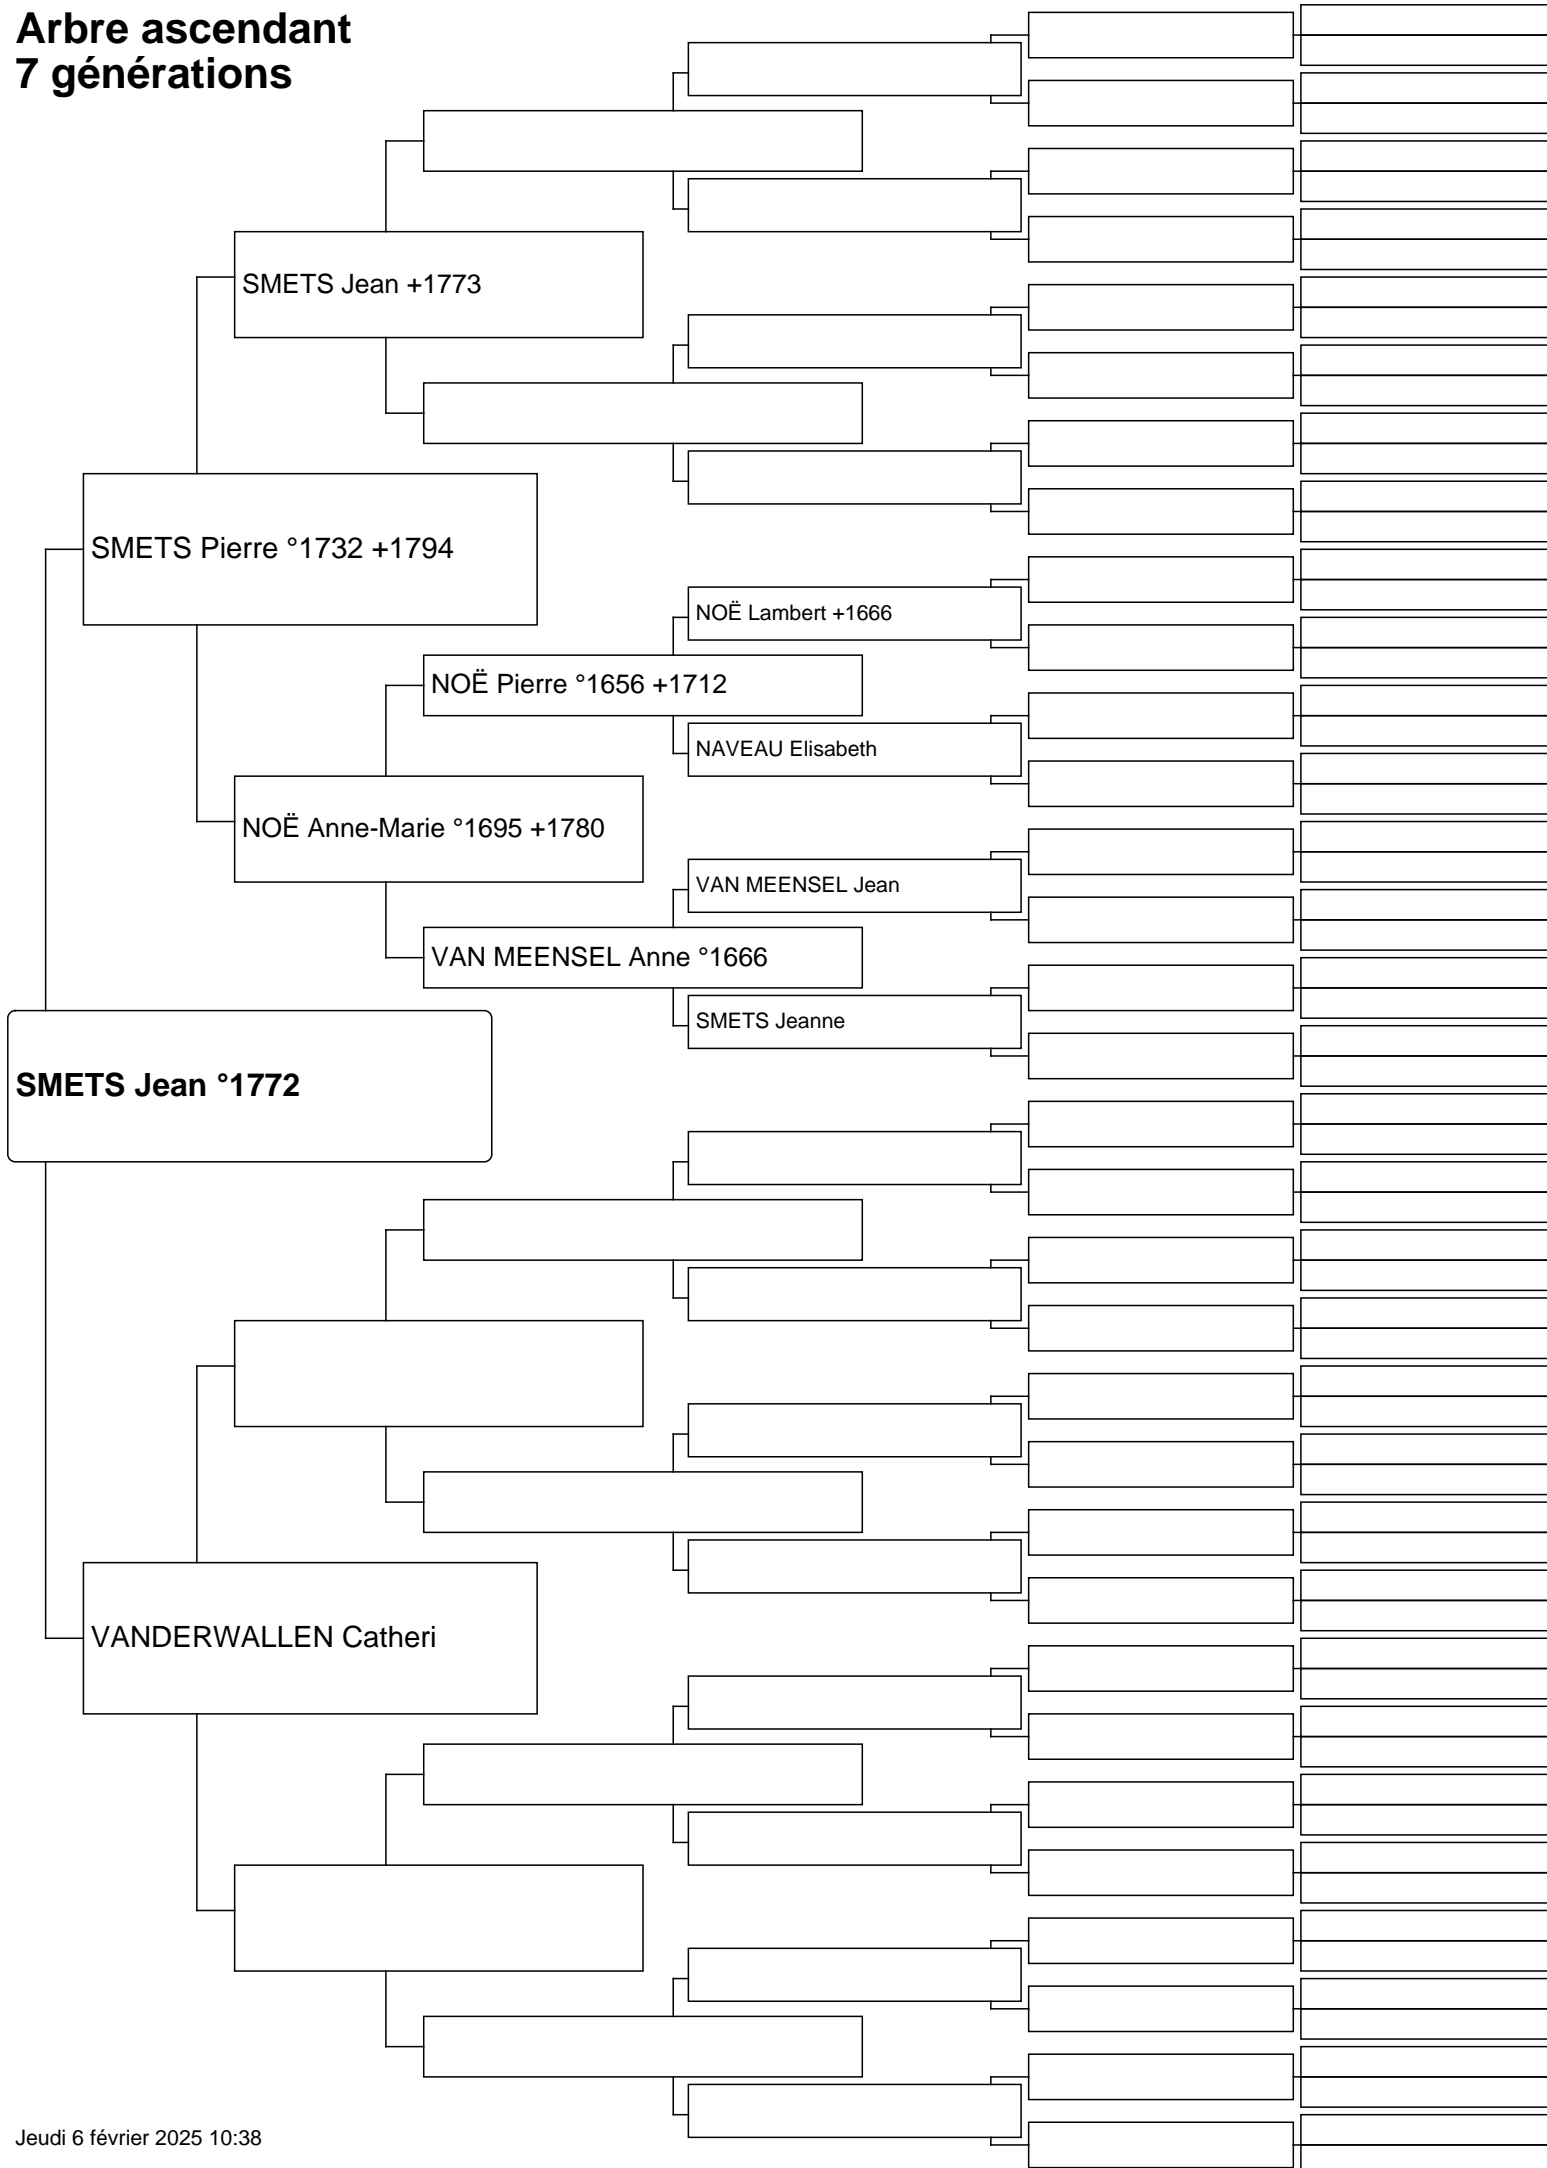 Arbre ascendant
7 générations
SMETS Jean +1773
SMETS Pierre °1732 +1794
NOË Lambert +1666
NOË Pierre °1656 +1712
NAVEAU Elisabeth
NOË Anne-Marie °1695 +1780
VAN MEENSEL Jean
VAN MEENSEL Anne °1666
SMETS Jeanne
SMETS Jean °1772
VANDERWALLEN Catheri
Jeudi 6 février 2025 10:38